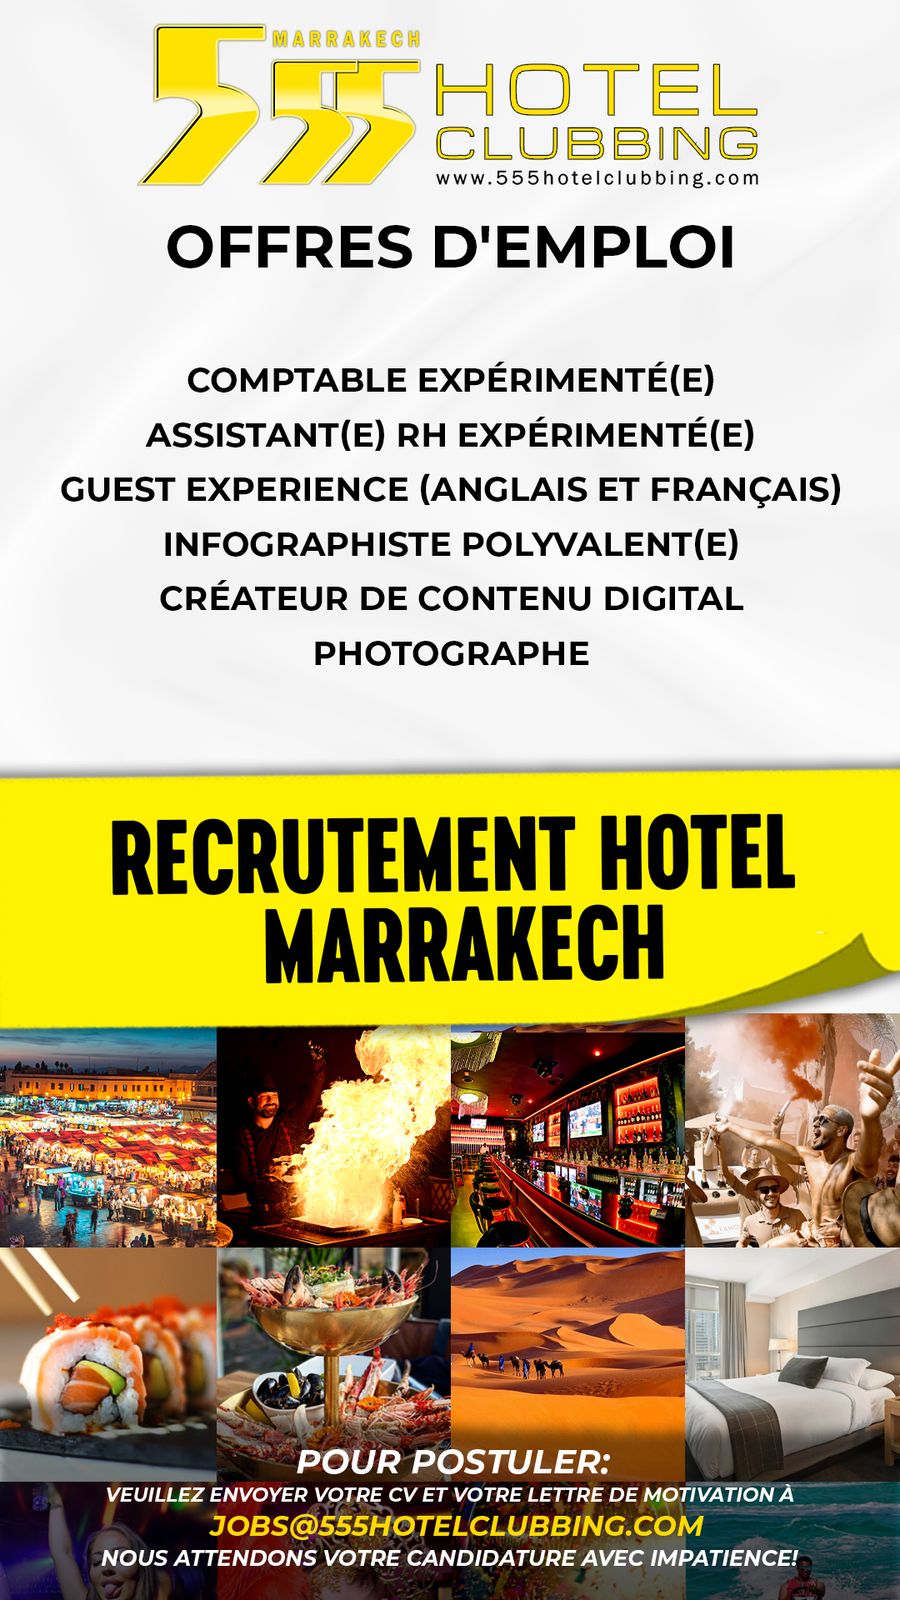 MARRAKECH
555 HOTEL
CLUBBING
www.555hotelclubbing.com
OFFRES D'EMPLOI
COMPTABLE EXPÉRIMENTÉ(E)
ASSISTANT(E) RH EXPÉRIMENTÉ(E)
GUEST EXPERIENCE (ANGLAIS ET FRANÇAIS)
INFOGRAPHISTE POLYVALENT(E)
CRÉATEUR DE CONTENU DIGITAL
PHOTOGRAPHE
RECRUTEMENT HOTEL
MARRAKECH
POUR POSTULER:
VEUILLEZ ENVOYER VOTRE CV ET VOTRE LETTRE DE MOTIVATION À
JOBS@555HOTELCLUBBING.COM
NOUS ATTENDONS VOTRE CANDIDATURE AVEC IMPATIENCE!